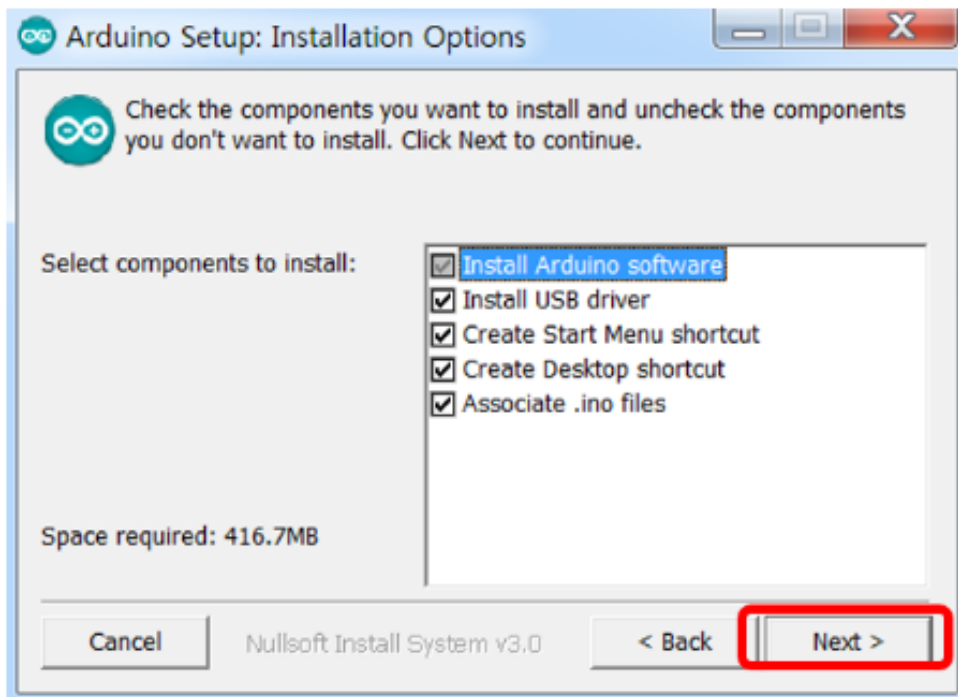 Arduino Setup: Installation Options
Check the components you want to install and uncheck the components
you don't want to install. Click Next to continue.
Select components to install:
Install Arduino software
Install USB driver
Create Start Menu shortcut
Create Desktop shortcut
Associate .ino files
Space required: 416.7MB
Cancel
Nullsoft Install System v3.0
< Back
Next >